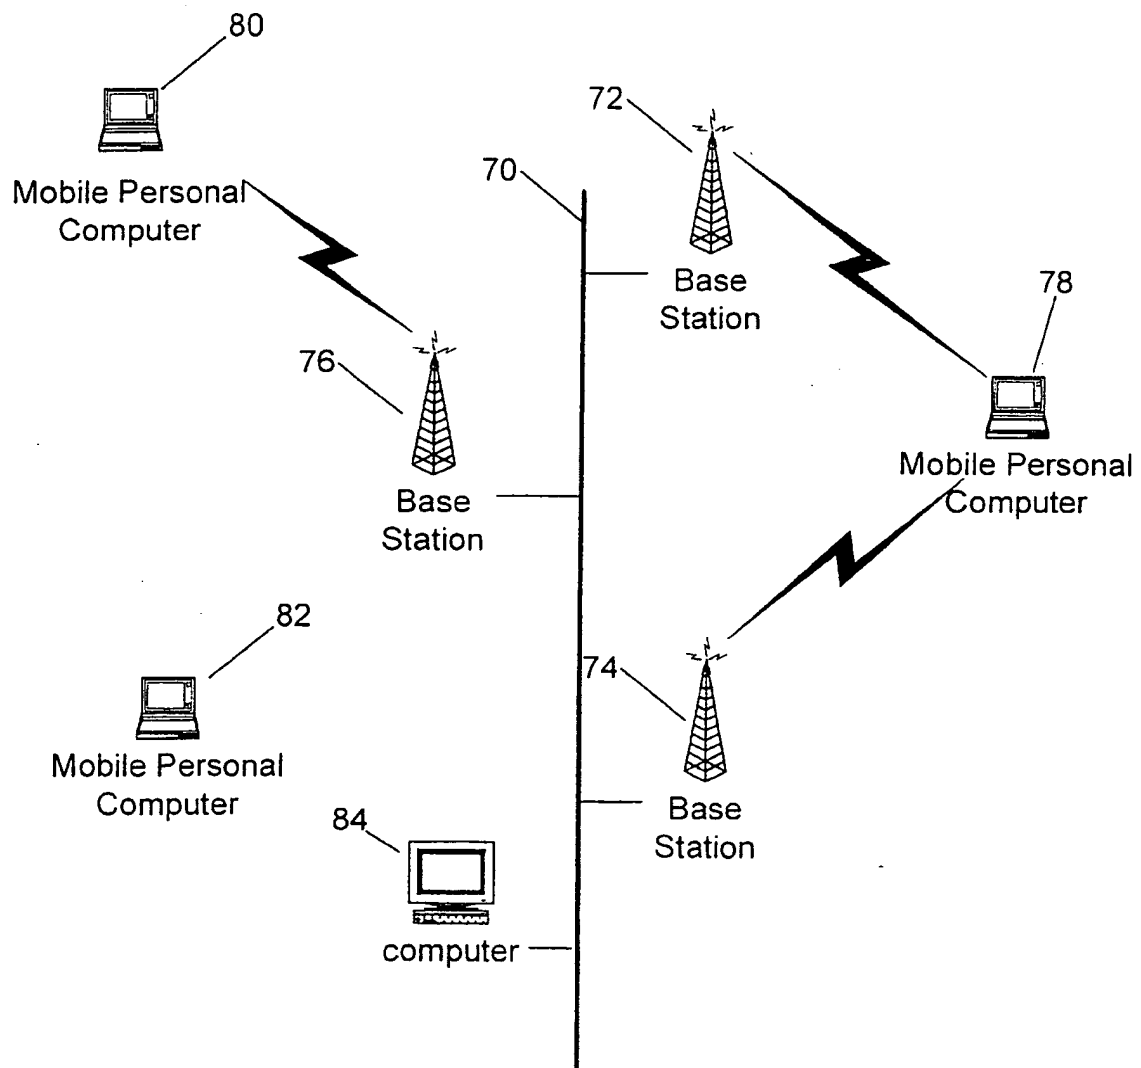 80
Mobile Personal
Computer
72
70
Base
Station
78
Mobile Personal
Computer
76
Base
Station
82
Mobile Personal
Computer
74
Base
Station
84
computer